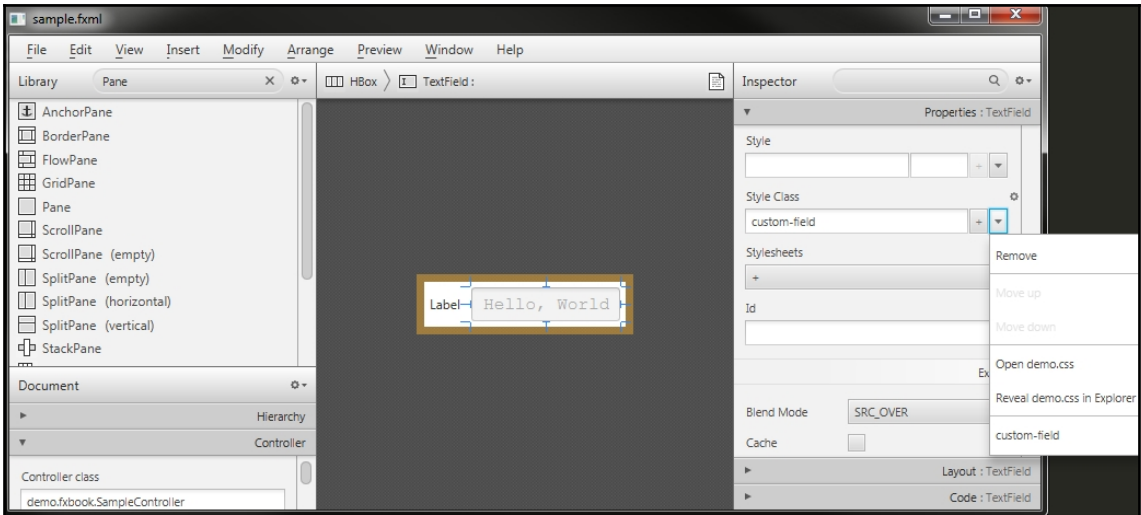 sample.fxml
File Edit View Insert Modify Arrange Preview Window Help
Library
Pane
AnchorPane
BorderPane
FlowPane
GridPane
Pane
ScrollPane
ScrollPane (empty)
SplitPane (empty)
SplitPane (horizontal)
SplitPane (vertical)
StackPane
Document
Hierarchy
Controller
Controller class
demo.fxbook.SampleController
HBox TextField :
Label
Hello, World
Inspector
Properties : TextField
Style
+
Style Class
custom-field +
Stylesheets
+
Id
Ex
Blend Mode SRC_OVER
Cache
Layout : TextField
Code : TextField
Remove
Move up
Move down
Open demo.css
Reveal demo.css in Explorer
custom-field